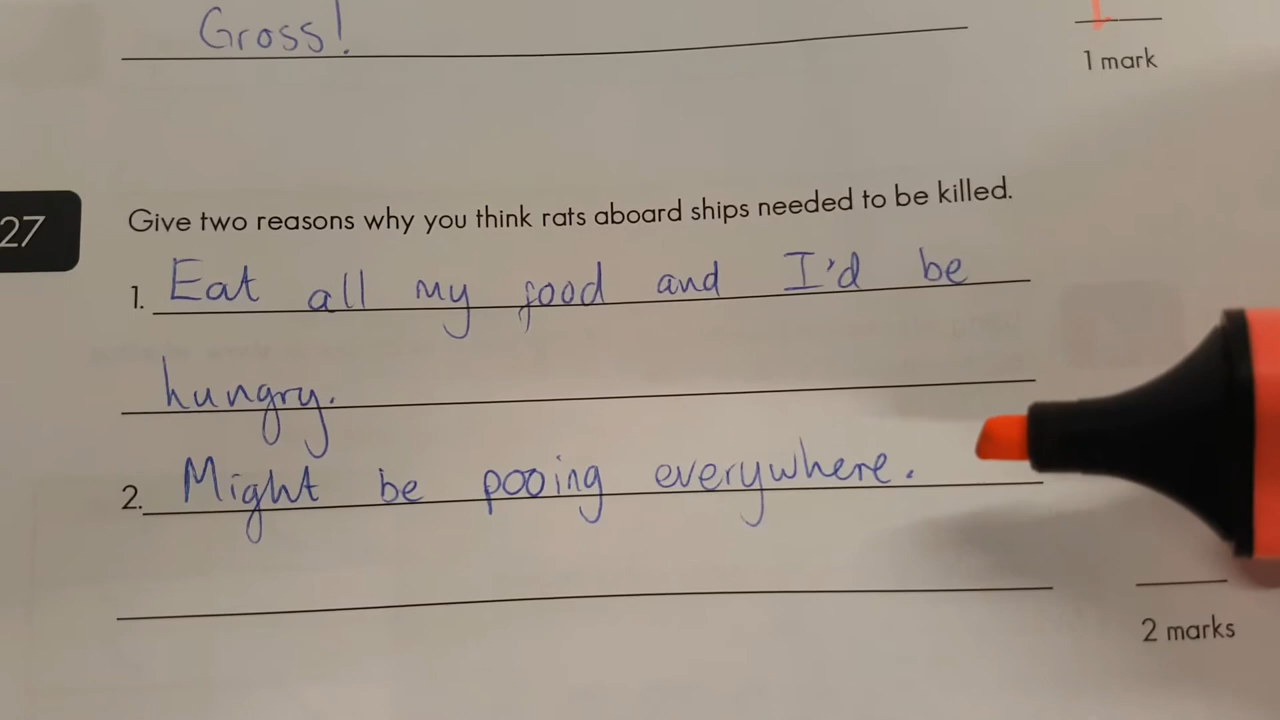 Gross!
1 mark
27
Give two reasons why you think rats aboard ships needed to be killed.
1. Eat all my food and I'd be
hungry.
2. Might be pooing everywhere.
2 marks